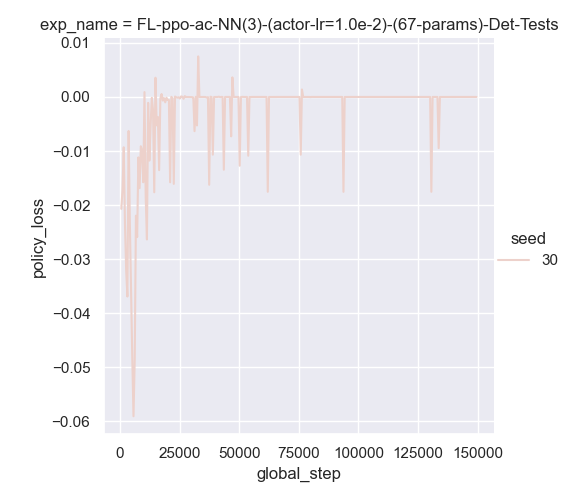 exp_name = FL-ppo-ac-NN(3)-(actor-lr=1.0e-2)-(67-params)-Det-Tests
0.01
0.00
−0.01
−0.02
−0.03
−0.04
−0.05
−0.06
policy_loss
0 25000 50000 75000 100000 125000 150000
global_step
seed
30